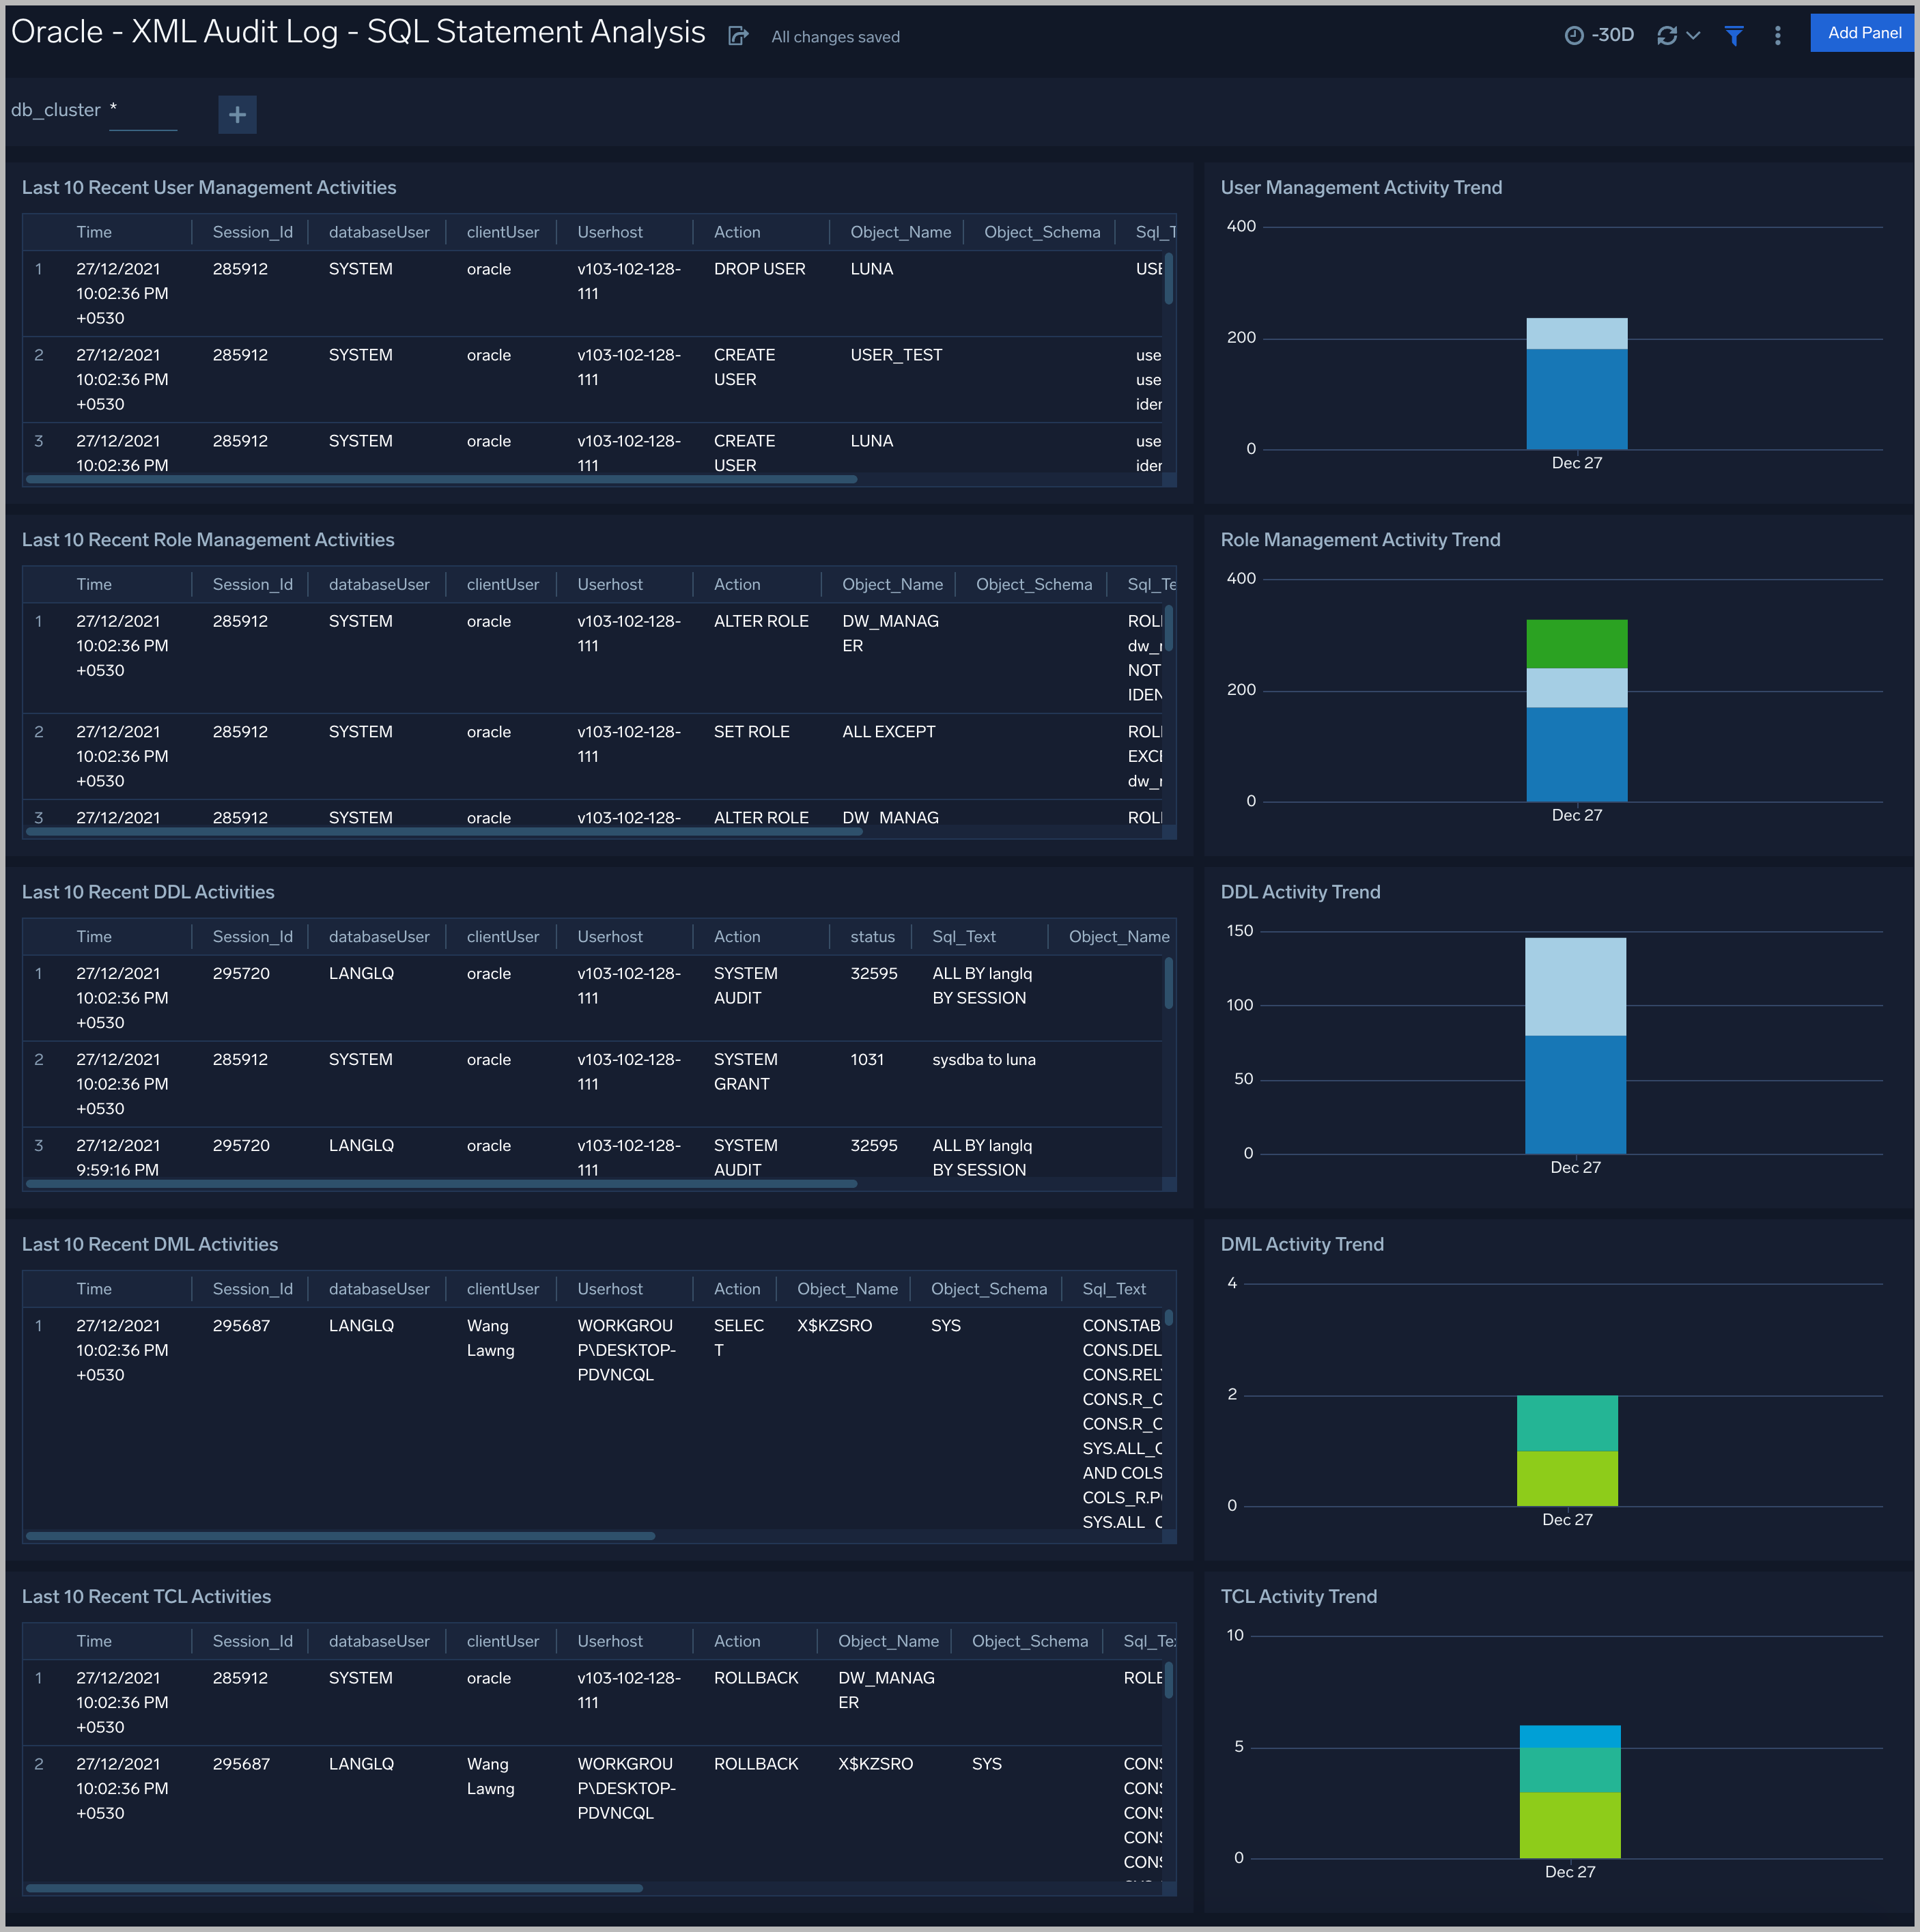 Oracle - XML Audit Log - SQL Statement Analysis All changes saved -30D Add Panel
db_cluster * +
Last 10 Recent User Management Activities
Time Session_Id databaseUser clientUser Userhost Action Object_Name Object_Schema Sql_T
1 27/12/2021 285912 SYSTEM oracle v103-102-128- DROP USER LUNA USE
10:02:36 PM 111
+0530
2 27/12/2021 285912 SYSTEM oracle v103-102-128- CREATE USER_TEST use
10:02:36 PM 111 USER use
+0530 ider
3 27/12/2021 285912 SYSTEM oracle v103-102-128- CREATE LUNA use
10:02:36 PM 111 USER ider
User Management Activity Trend
400
200
0
Dec 27
Last 10 Recent Role Management Activities
Time Session_Id databaseUser clientUser Userhost Action Object_Name Object_Schema Sql_Te
1 27/12/2021 285912 SYSTEM oracle v103-102-128- ALTER ROLE DW_MANAG ROLI
10:02:36 PM 111 ER dw_r
+0530 NOT
IDEN
2 27/12/2021 285912 SYSTEM oracle v103-102-128- SET ROLE ALL EXCEPT ROLI
10:02:36 PM 111 EXCE
+0530 dw_r
3 27/12/2021 285912 SYSTEM oracle v103-102-128- ALTER ROLE DW_MANAG ROLI
Role Management Activity Trend
400
200
0
Dec 27
Last 10 Recent DDL Activities
Time Session_Id databaseUser clientUser Userhost Action status Sql_Text Object_Name
1 27/12/2021 295720 LANGLQ oracle v103-102-128- SYSTEM 32595 ALL BY langlq
10:02:36 PM 111 AUDIT BY SESSION
+0530
2 27/12/2021 285912 SYSTEM oracle v103-102-128- SYSTEM 1031 sysdba to luna
10:02:36 PM 111 GRANT
+0530
3 27/12/2021 295720 LANGLQ oracle v103-102-128- SYSTEM 32595 ALL BY langlq
9:59:16 PM 111 AUDIT BY SESSION
DDL Activity Trend
150
100
50
0
Dec 27
Last 10 Recent DML Activities
Time Session_Id databaseUser clientUser Userhost Action Object_Name Object_Schema Sql_Text
1 27/12/2021 295687 LANGLQ Wang WORKGROU SELEC X$KZSRO SYS CONS.TAB
10:02:36 PM Lawng P\DESKTOP- T CONS.DEL
+0530 PDVNCQL CONS.REL
CONS.R_C
CONS.R_C
SYS.ALL_C
AND COLS
COLS_R.P
SYS.ALL_C
DML Activity Trend
4
2
0
Dec 27
Last 10 Recent TCL Activities
Time Session_Id databaseUser clientUser Userhost Action Object_Name Object_Schema Sql_Te
1 27/12/2021 285912 SYSTEM oracle v103-102-128- ROLLBACK DW_MANAG ROLE
10:02:36 PM 111 ER
+0530
2 27/12/2021 295687 LANGLQ Wang WORKGROU ROLLBACK X$KZSRO SYS CONS
10:02:36 PM Lawng P\DESKTOP- CONS
+0530 PDVNCQL CONS
CONS
CONS
TCL Activity Trend
10
5
0
Dec 27